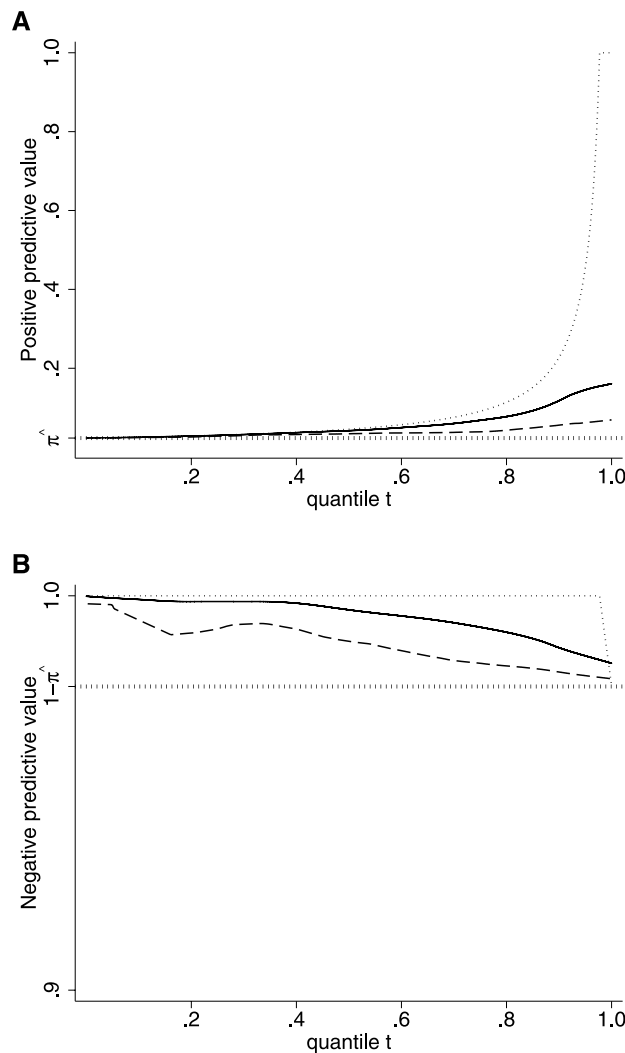 A
Positive predictive value
1.0
.8
.6
.4
.2
π̂
.2 .4 .6 .8 1.0
quantile t
B
Negative predictive value
1.0
1−π̂
.9
.2 .4 .6 .8 1.0
quantile t